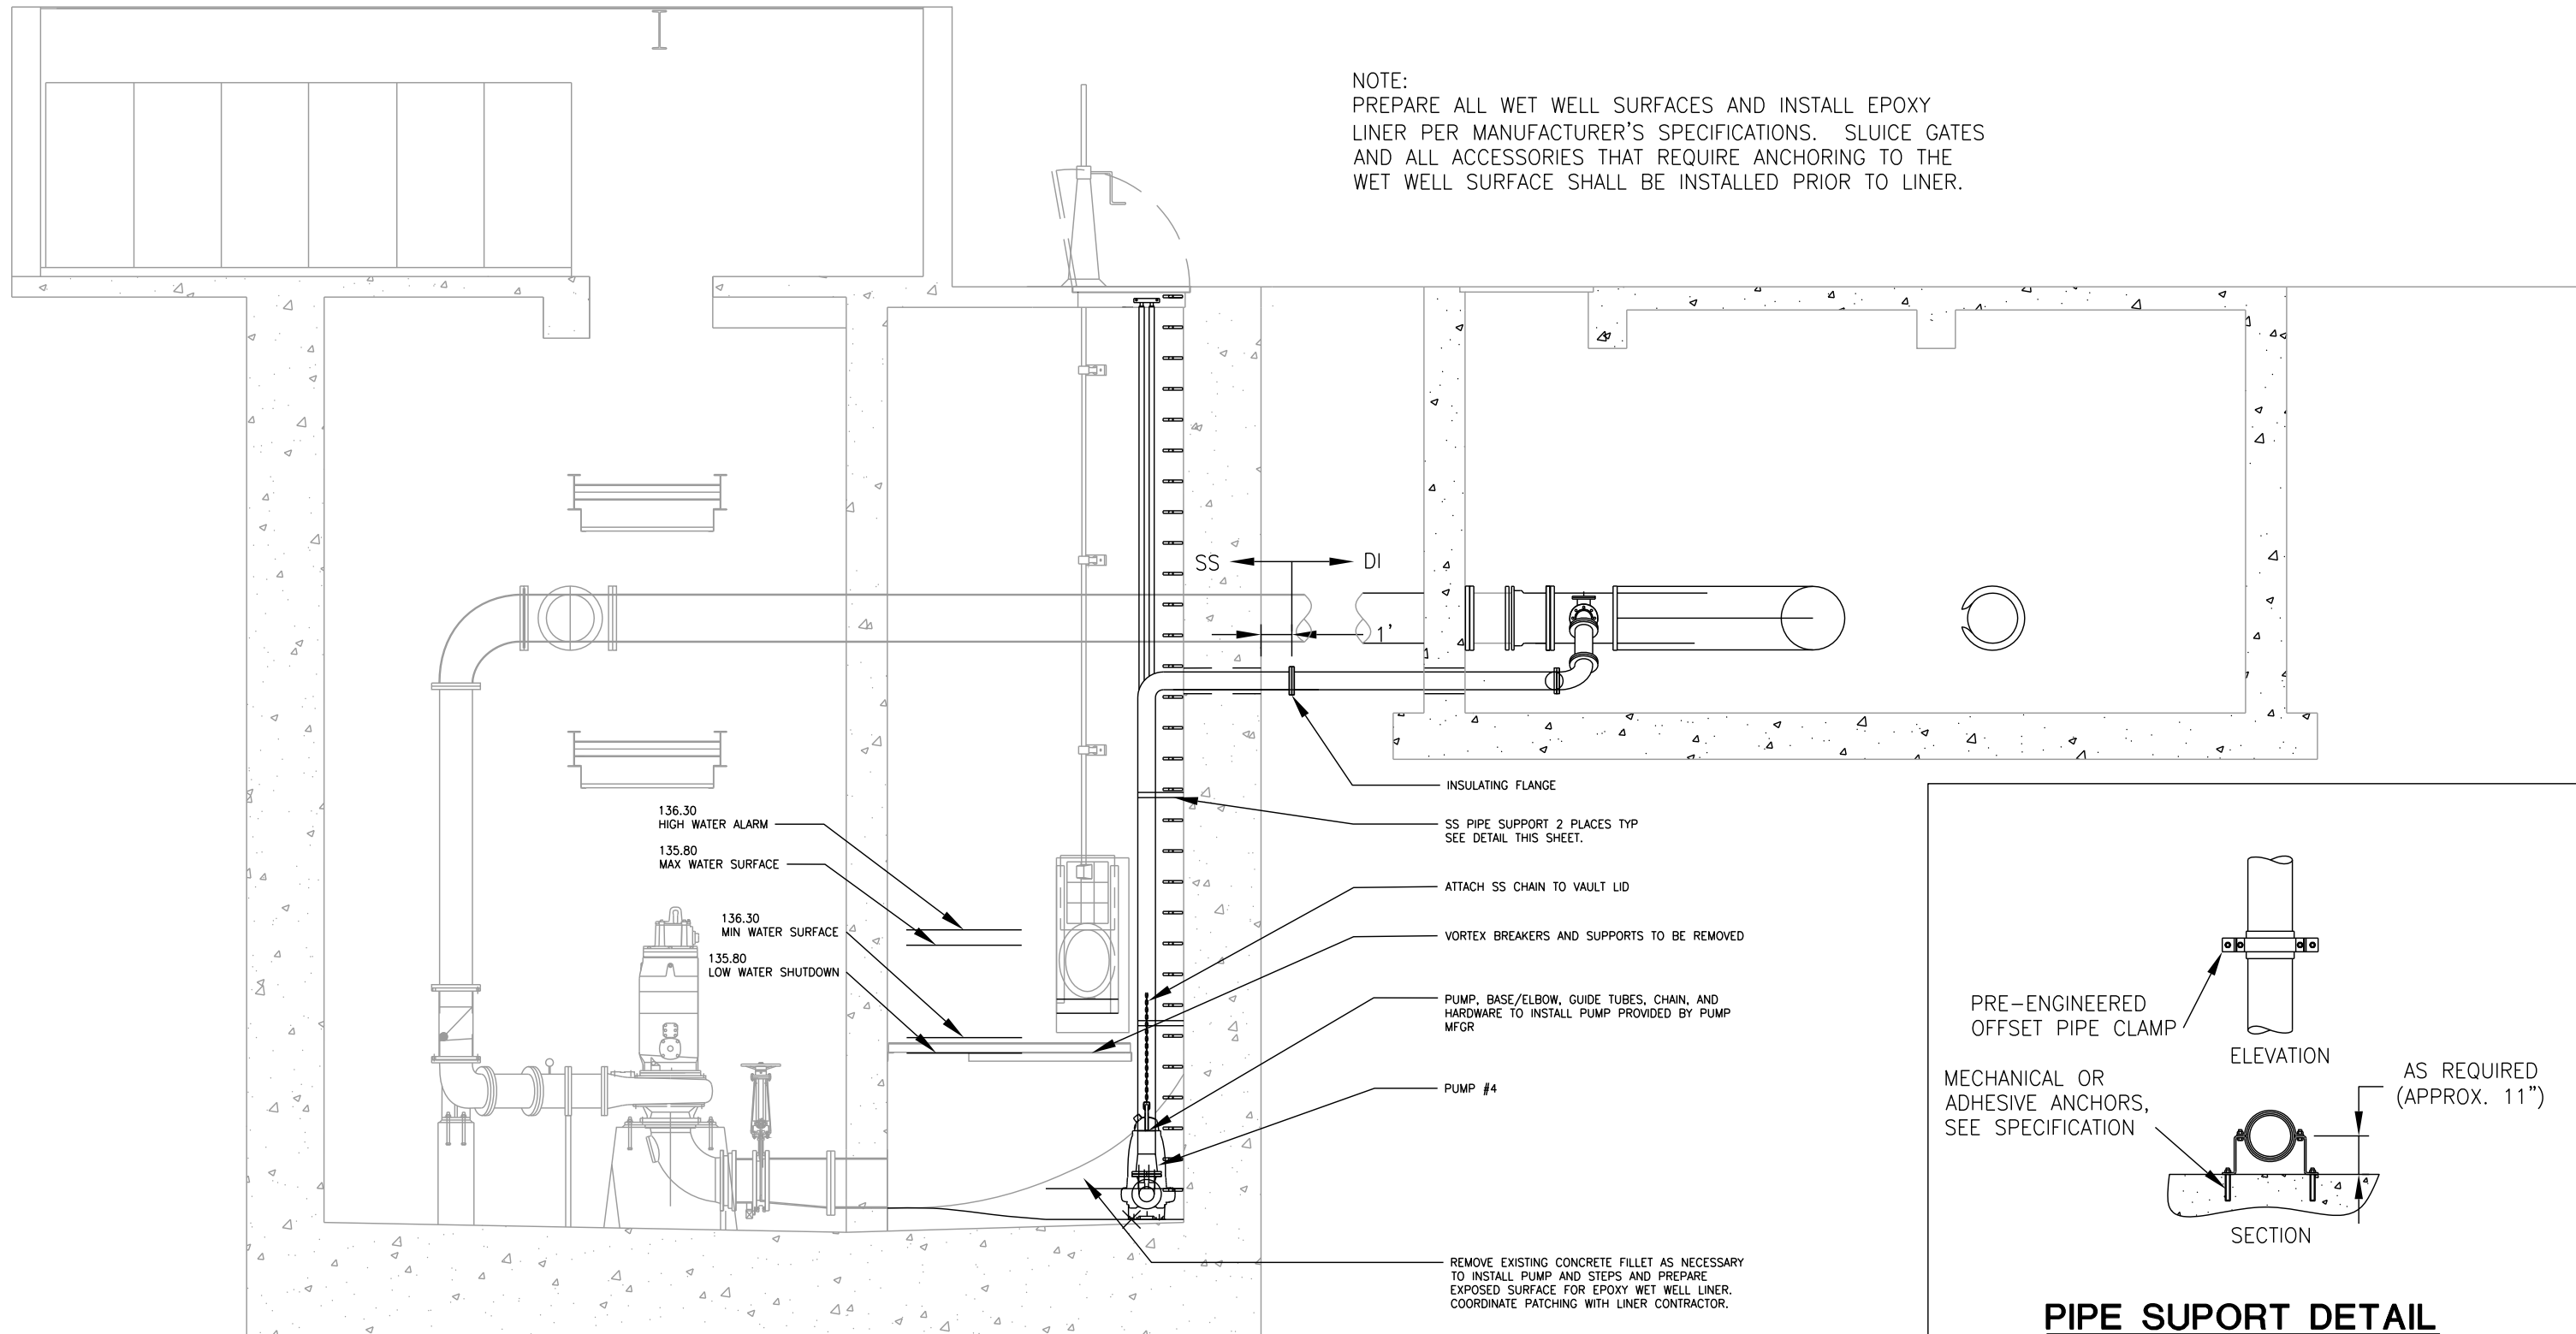 NOTE:
PREPARE ALL WET WELL SURFACES AND INSTALL EPOXY
LINER PER MANUFACTURER'S SPECIFICATIONS. SLUICE GATES
AND ALL ACCESSORIES THAT REQUIRE ANCHORING TO THE
WET WELL SURFACE SHALL BE INSTALLED PRIOR TO LINER.
SS
DI
1'
INSULATING FLANGE
SS PIPE SUPPORT 2 PLACES TYP
SEE DETAIL THIS SHEET.
136.30
HIGH WATER ALARM
135.80
MAX WATER SURFACE
136.30
MIN WATER SURFACE
135.80
LOW WATER SHUTDOWN
ATTACH SS CHAIN TO VAULT LID
VORTEX BREAKERS AND SUPPORTS TO BE REMOVED
PUMP, BASE/ELBOW, GUIDE TUBES, CHAIN, AND
HARDWARE TO INSTALL PUMP PROVIDED BY PUMP
MFGR
PUMP #4
REMOVE EXISTING CONCRETE FILLET AS NECESSARY
TO INSTALL PUMP AND STEPS AND PREPARE
EXPOSED SURFACE FOR EPOXY WET WELL LINER.
COORDINATE PATCHING WITH LINER CONTRACTOR.
PRE-ENGINEERED
OFFSET PIPE CLAMP
ELEVATION
MECHANICAL OR
ADHESIVE ANCHORS,
SEE SPECIFICATION
AS REQUIRED
(APPROX. 11")
SECTION
PIPE SUPORT DETAIL